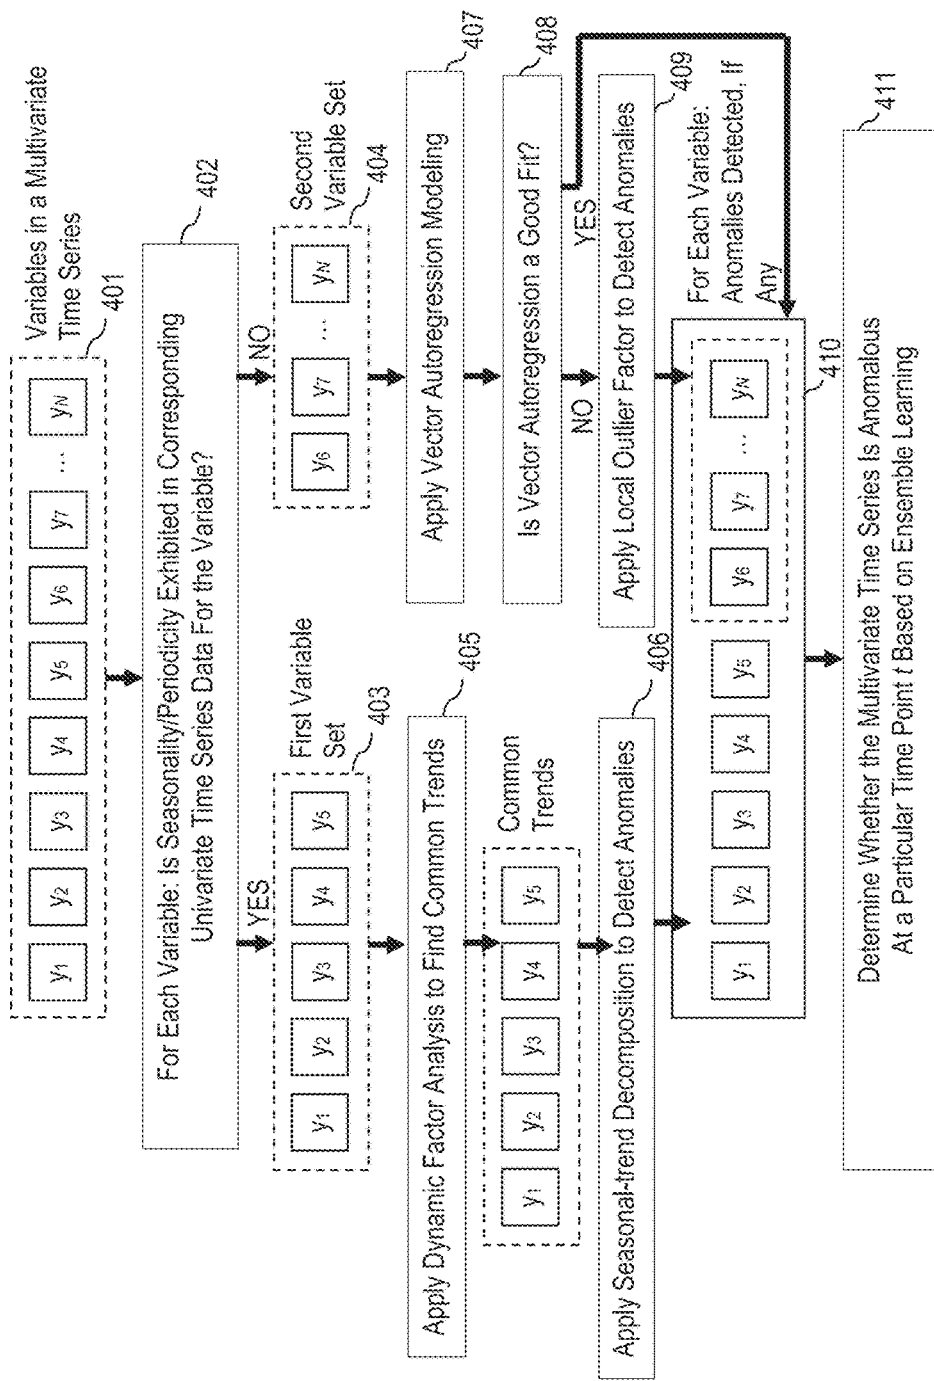 Variables in a Multivariate
Time Series
401
y1 y2 y3 y4 y5 y6 y7 ... yN
402
For Each Variable: Is Seasonality/Periodicity Exhibited in Corresponding
Univariate Time Series Data For the Variable?
YES
NO
First Variable
Set
403
y1 y2 y3 y4 y5
Second
Variable Set
404
y6 y7 ... yN
405
Apply Dynamic Factor Analysis to Find Common Trends
407
Apply Vector Autoregression Modeling
Common
Trends
y1 y2 y3 y4 y5
408
Is Vector Autoregression a Good Fit?
NO
YES
406
Apply Seasonal-trend Decomposition to Detect Anomalies
409
Apply Local Outlier Factor to Detect Anomalies
For Each Variable:
Anomalies Detected, If
Any
y1 y2 y3 y4 y5 y6 y7 ... yN
410
411
Determine Whether the Multivariate Time Series Is Anomalous
At a Particular Time Point t Based on Ensemble Learning